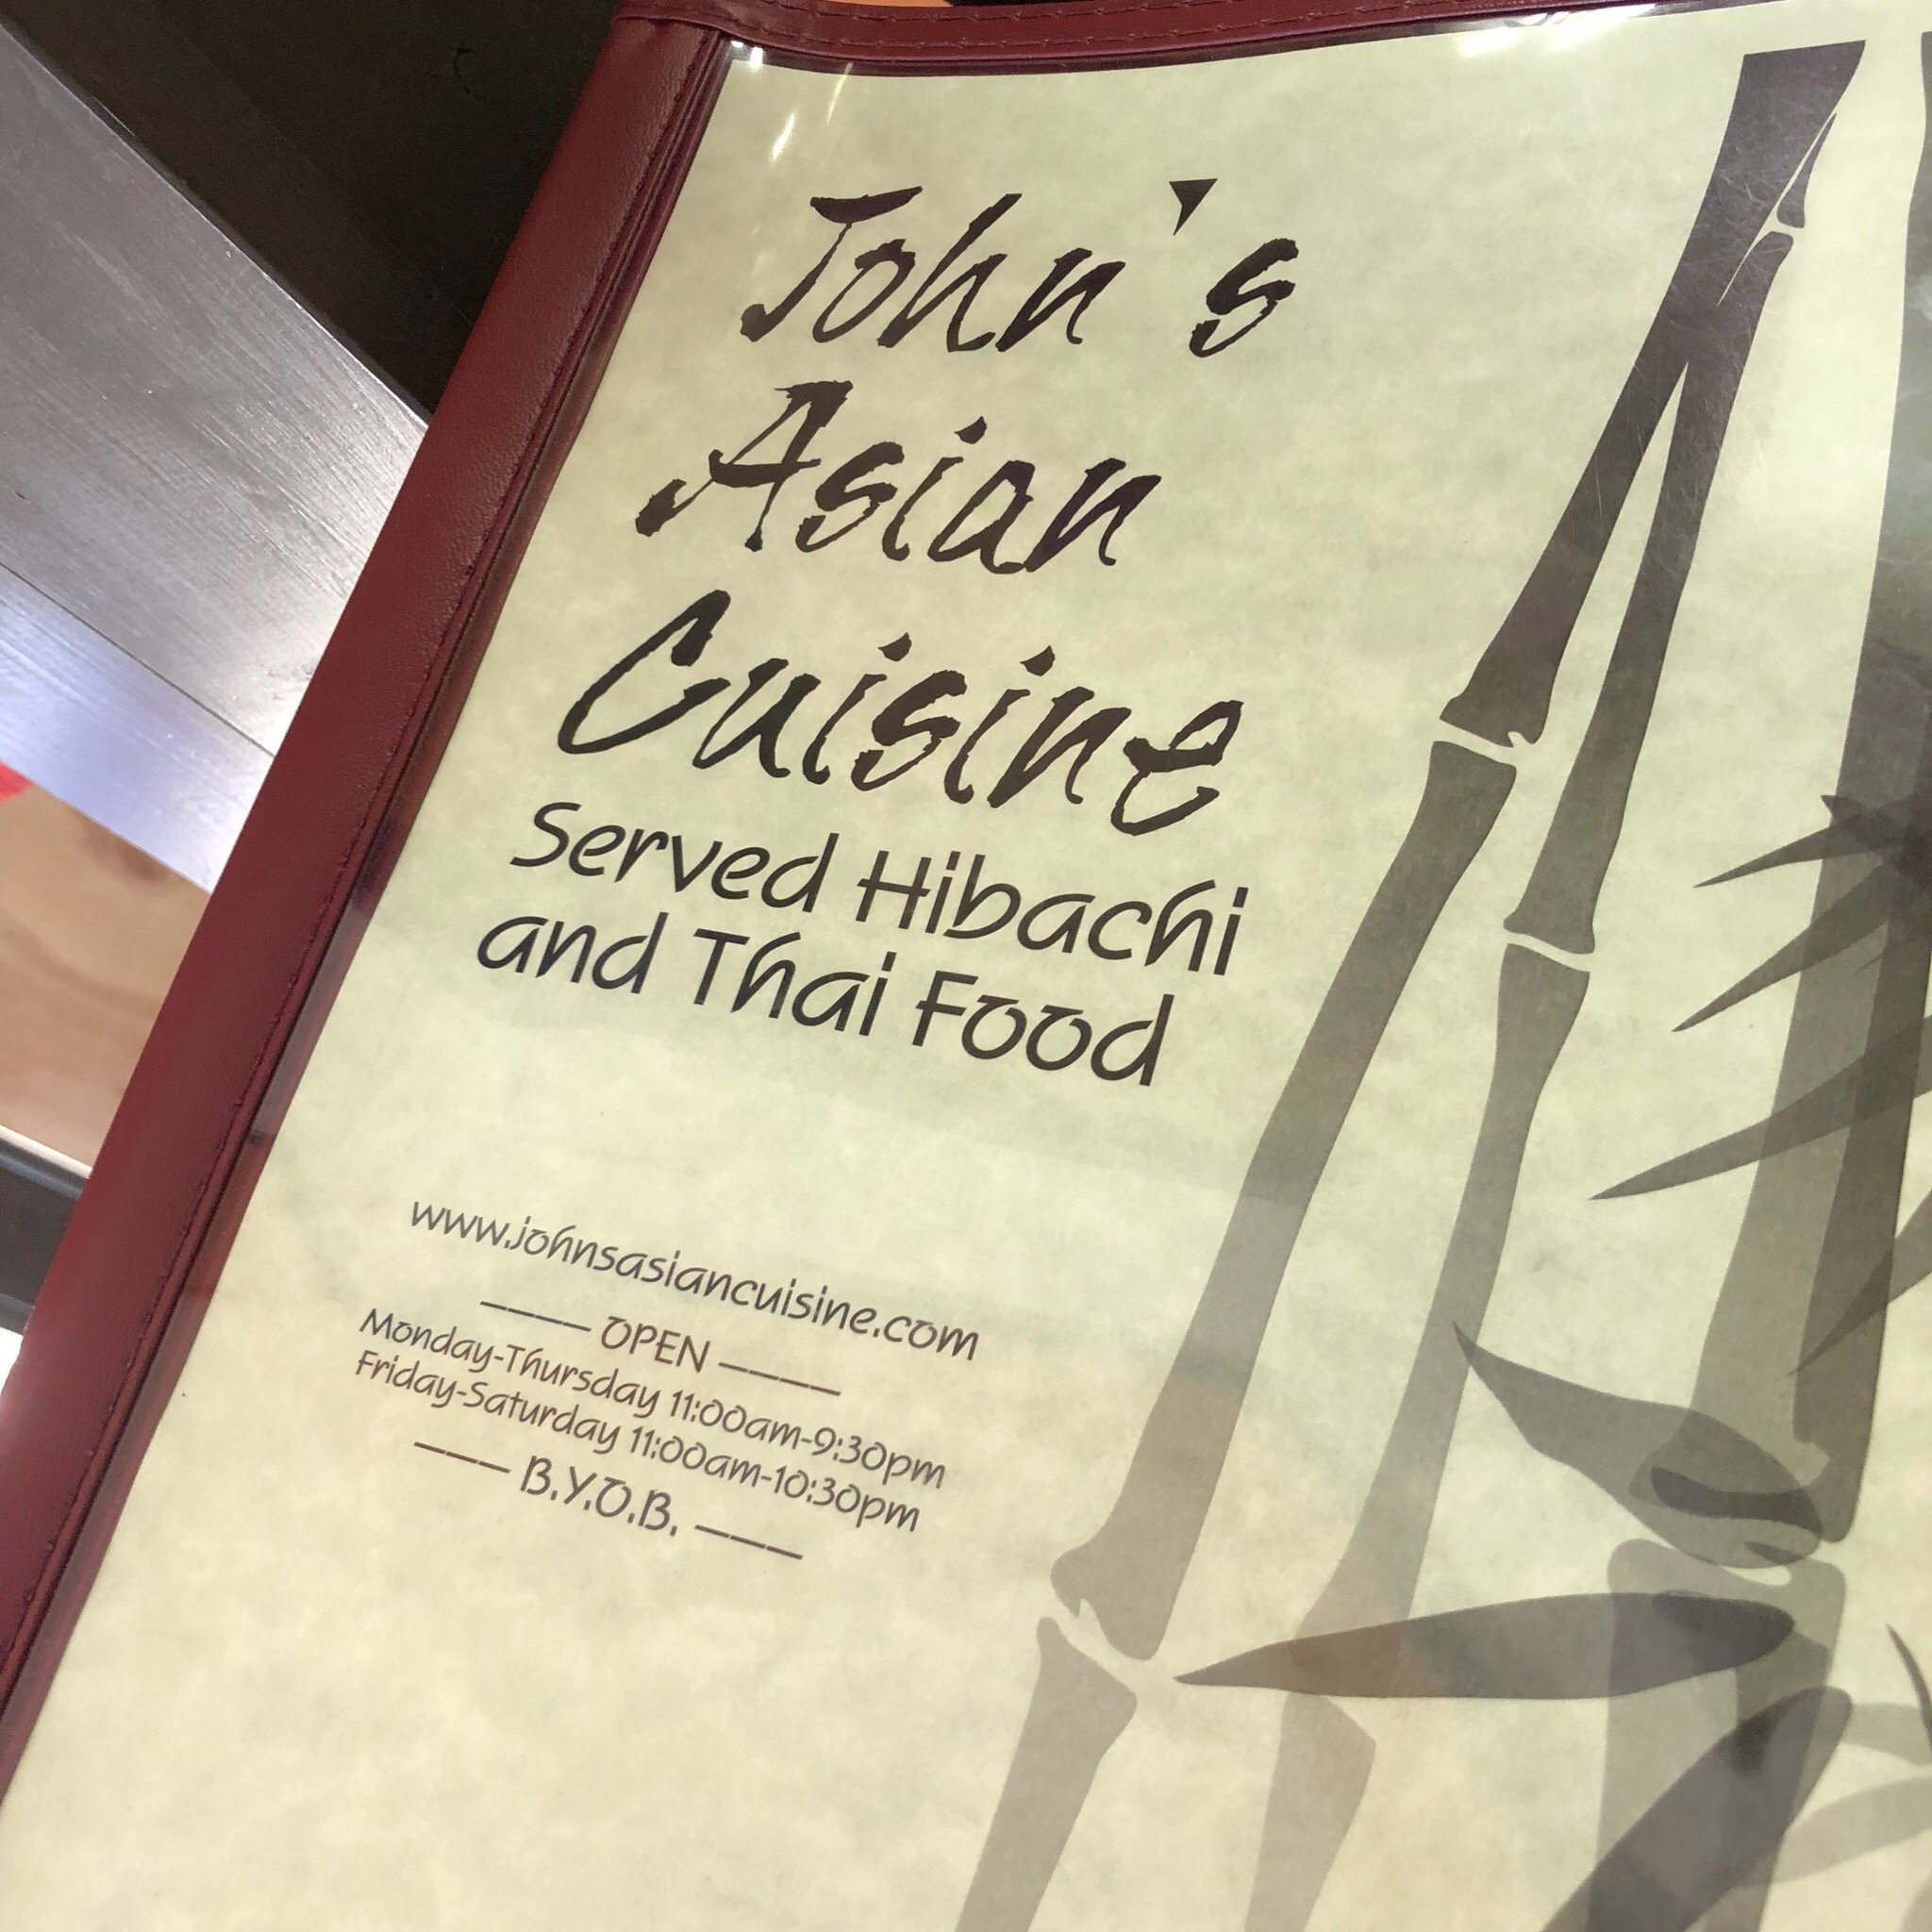 John's
Asian
Cuisine
Served Hibachi
and Thai Food
www.johnsasiancuisine.com
---- OPEN ----
Monday-Thursday 11:00am-9:30pm
Friday-Saturday 11:00am-10:30pm
--- B.Y.O.B. ---